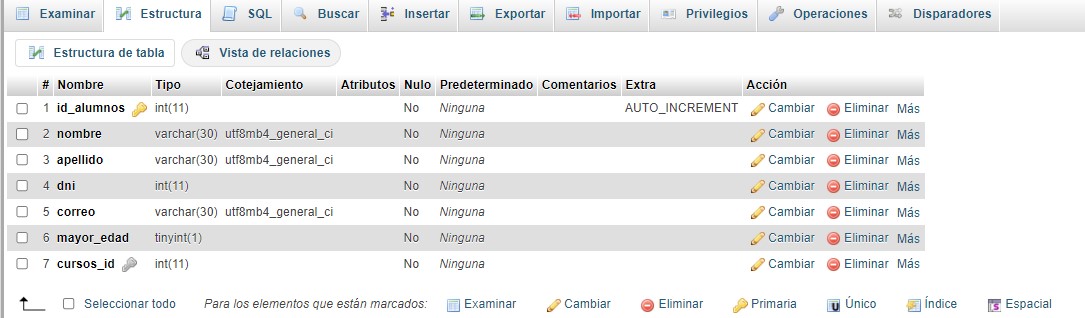 Examinar Estructura SQL Buscar Insertar Exportar Importar Privilegios Operaciones Disparadores
Estructura de tabla Vista de relaciones
# Nombre Tipo Cotejamiento Atributos Nulo Predeterminado Comentarios Extra Acción
1 id_alumnos int(11) No Ninguna AUTO_INCREMENT Cambiar Eliminar Más
2 nombre varchar(30) utf8mb4_general_ci No Ninguna Cambiar Eliminar Más
3 apellido varchar(30) utf8mb4_general_ci No Ninguna Cambiar Eliminar Más
4 dni int(11) No Ninguna Cambiar Eliminar Más
5 correo varchar(30) utf8mb4_general_ci No Ninguna Cambiar Eliminar Más
6 mayor_edad tinyint(1) No Ninguna Cambiar Eliminar Más
7 cursos_id int(11) No Ninguna Cambiar Eliminar Más
Seleccionar todo Para los elementos que están marcados: Examinar Cambiar Eliminar Primaria Único Índice Espacial